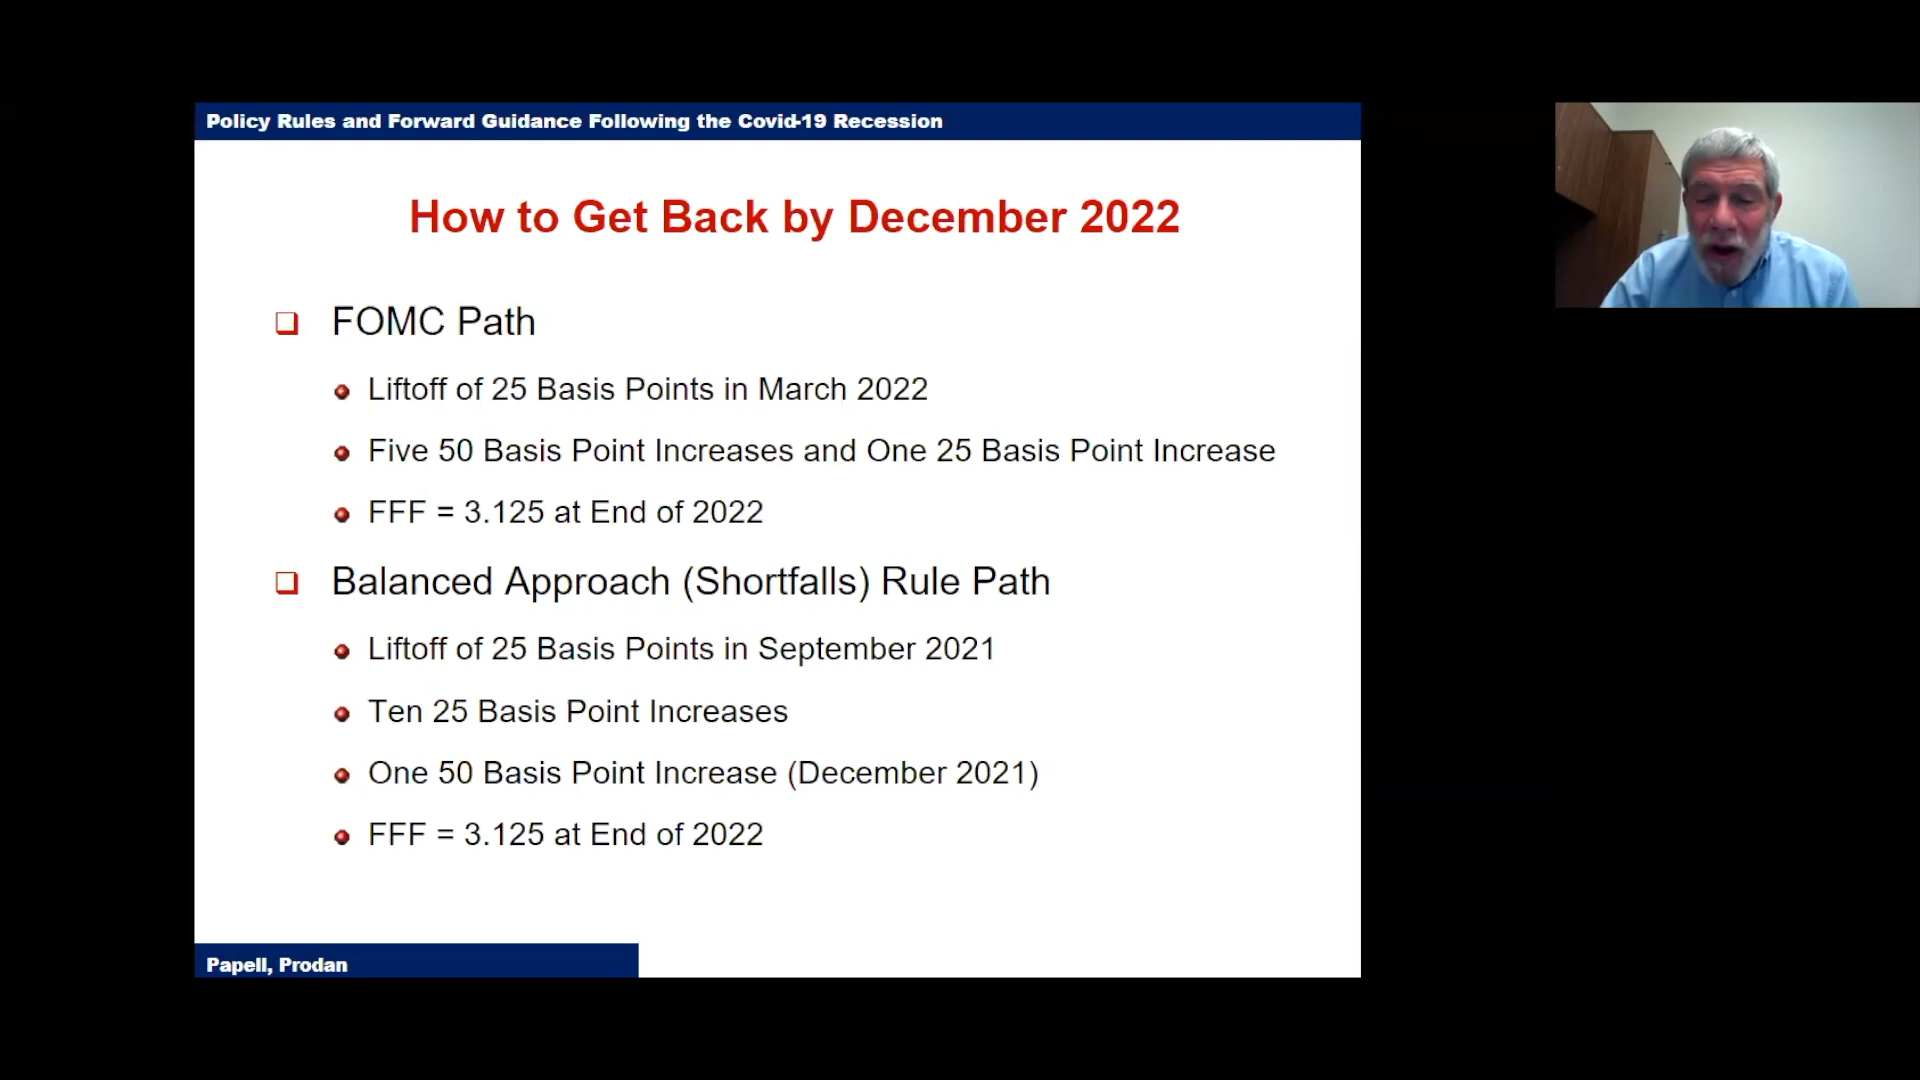 Policy Rules and Forward Guidance Following the Covid-19 Recession
How to Get Back by December 2022
FOMC Path
Liftoff of 25 Basis Points in March 2022
Five 50 Basis Point Increases and One 25 Basis Point Increase
FFF = 3.125 at End of 2022
Balanced Approach (Shortfalls) Rule Path
Liftoff of 25 Basis Points in September 2021
Ten 25 Basis Point Increases
One 50 Basis Point Increase (December 2021)
FFF = 3.125 at End of 2022
Papell, Prodan